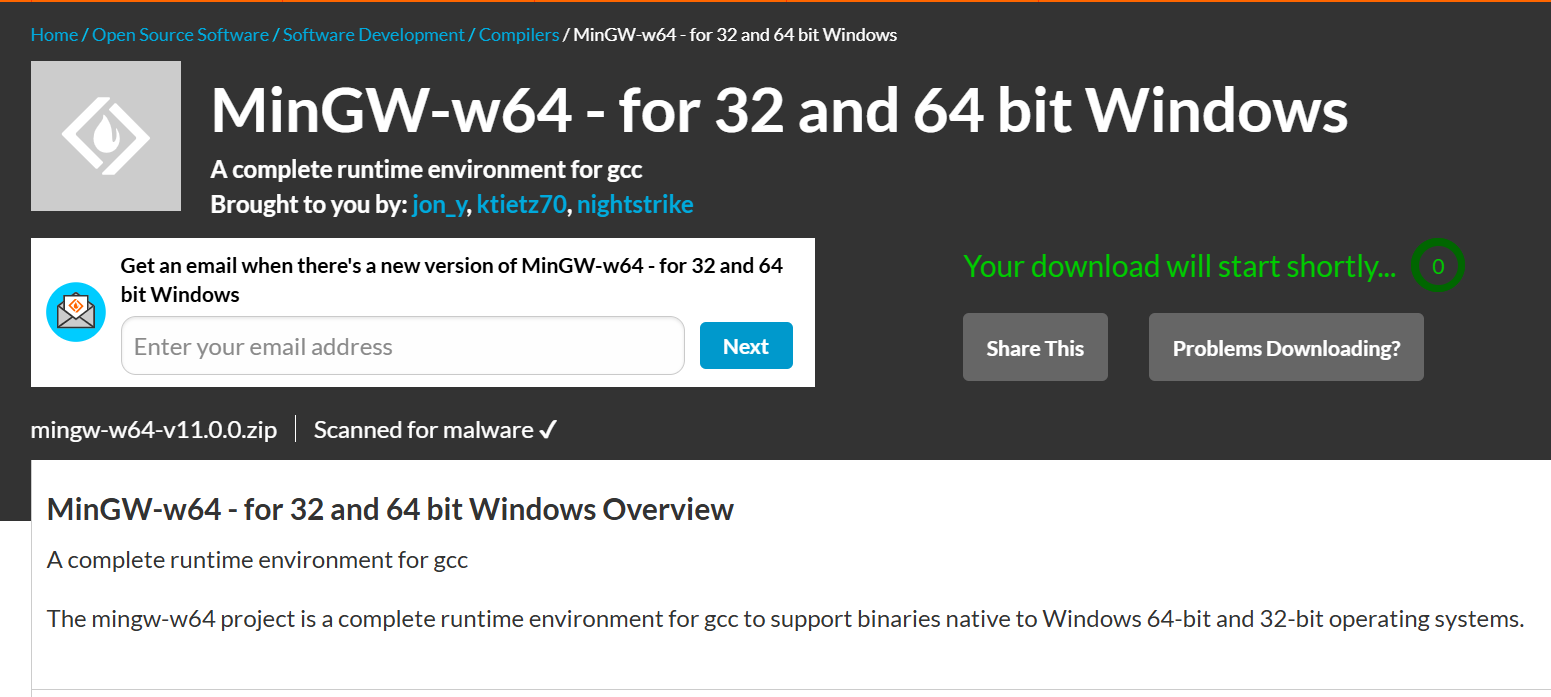 Home / Open Source Software / Software Development / Compilers / MinGW-w64 - for 32 and 64 bit Windows
MinGW-w64 - for 32 and 64 bit Windows
A complete runtime environment for gcc
Brought to you by: jon_y, ktietz70, nightstrike
Get an email when there's a new version of MinGW-w64 - for 32 and 64
bit Windows
Enter your email address
Next
Your download will start shortly... 0
Share This
Problems Downloading?
mingw-w64-v11.0.0.zip
Scanned for malware ✓
MinGW-w64 - for 32 and 64 bit Windows Overview
A complete runtime environment for gcc
The mingw-w64 project is a complete runtime environment for gcc to support binaries native to Windows 64-bit and 32-bit operating systems.